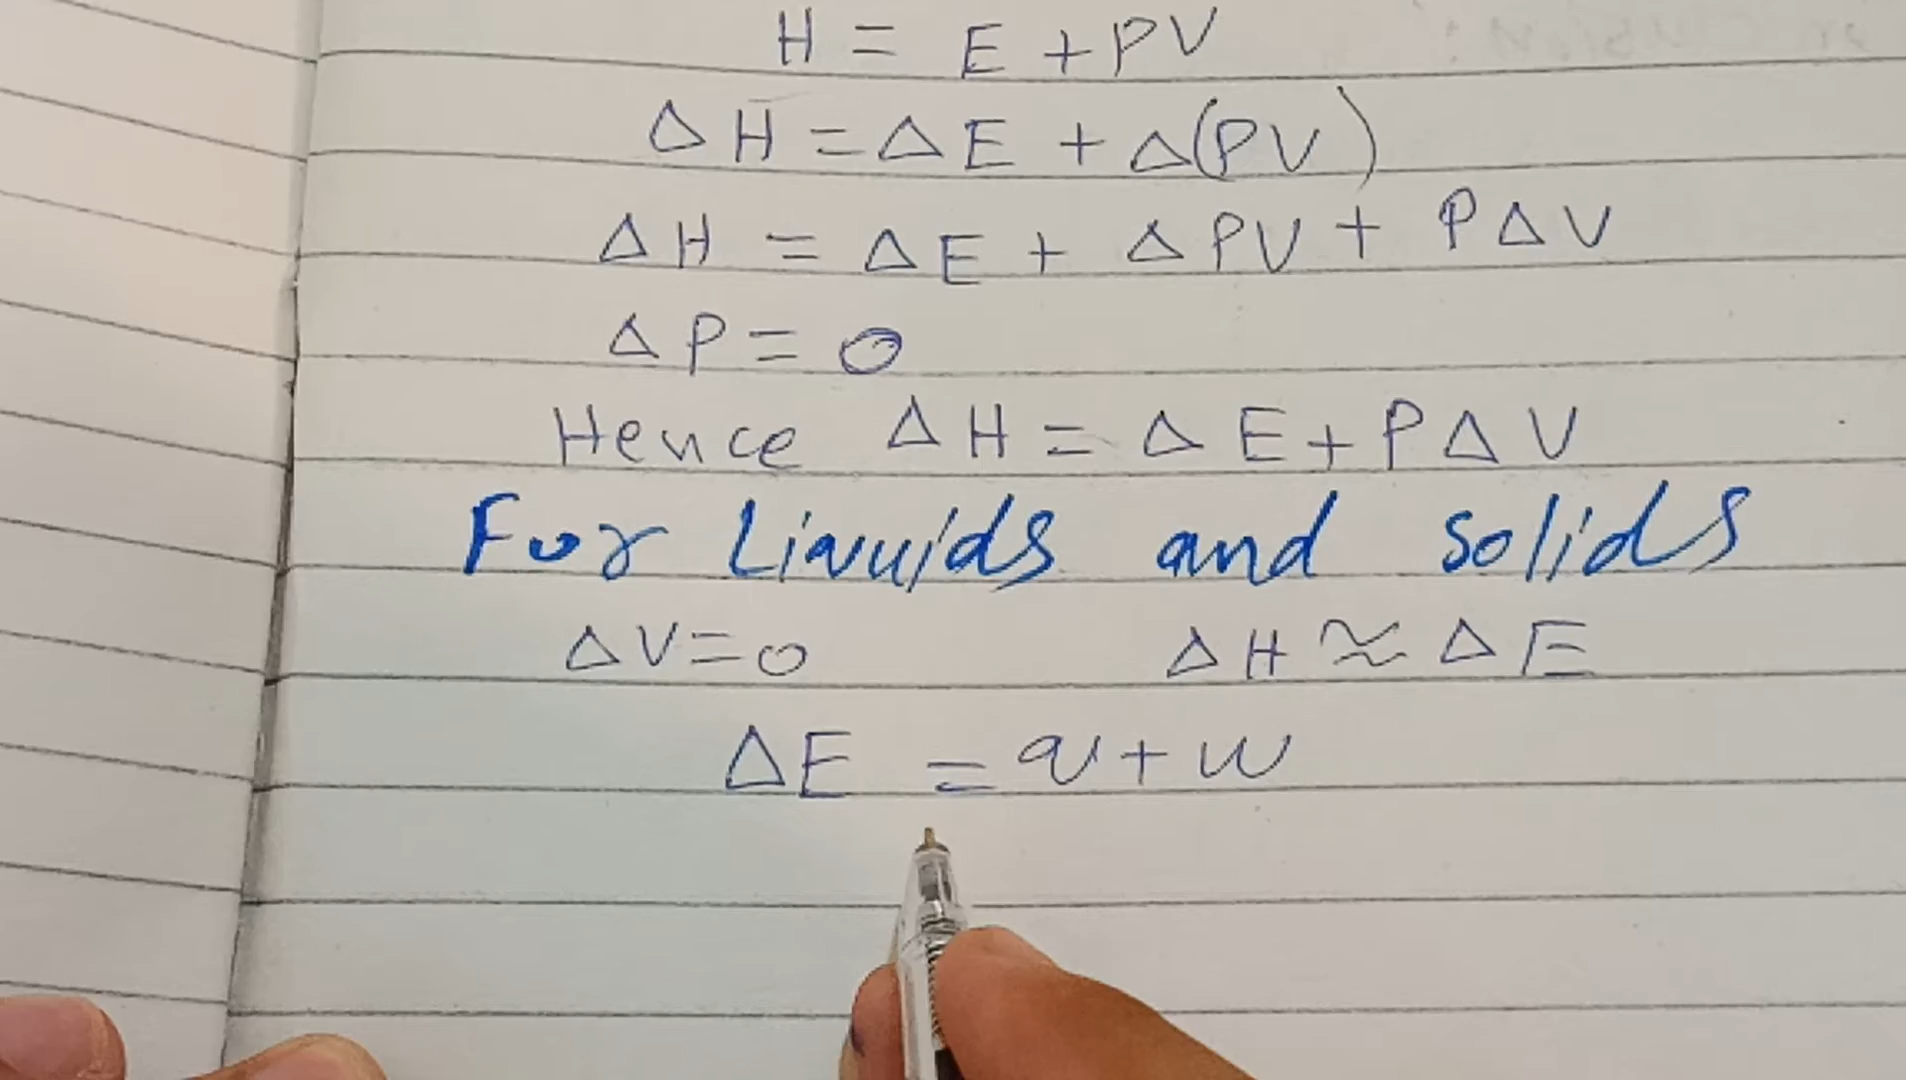 H = E + PV
ΔH = ΔE + Δ(PV)
ΔH = ΔE + ΔPV + PΔV
ΔP = 0
Hence ΔH = ΔE + PΔV
For Liquids and solids
ΔV = 0 ΔH ≈ ΔE
ΔE = q + w